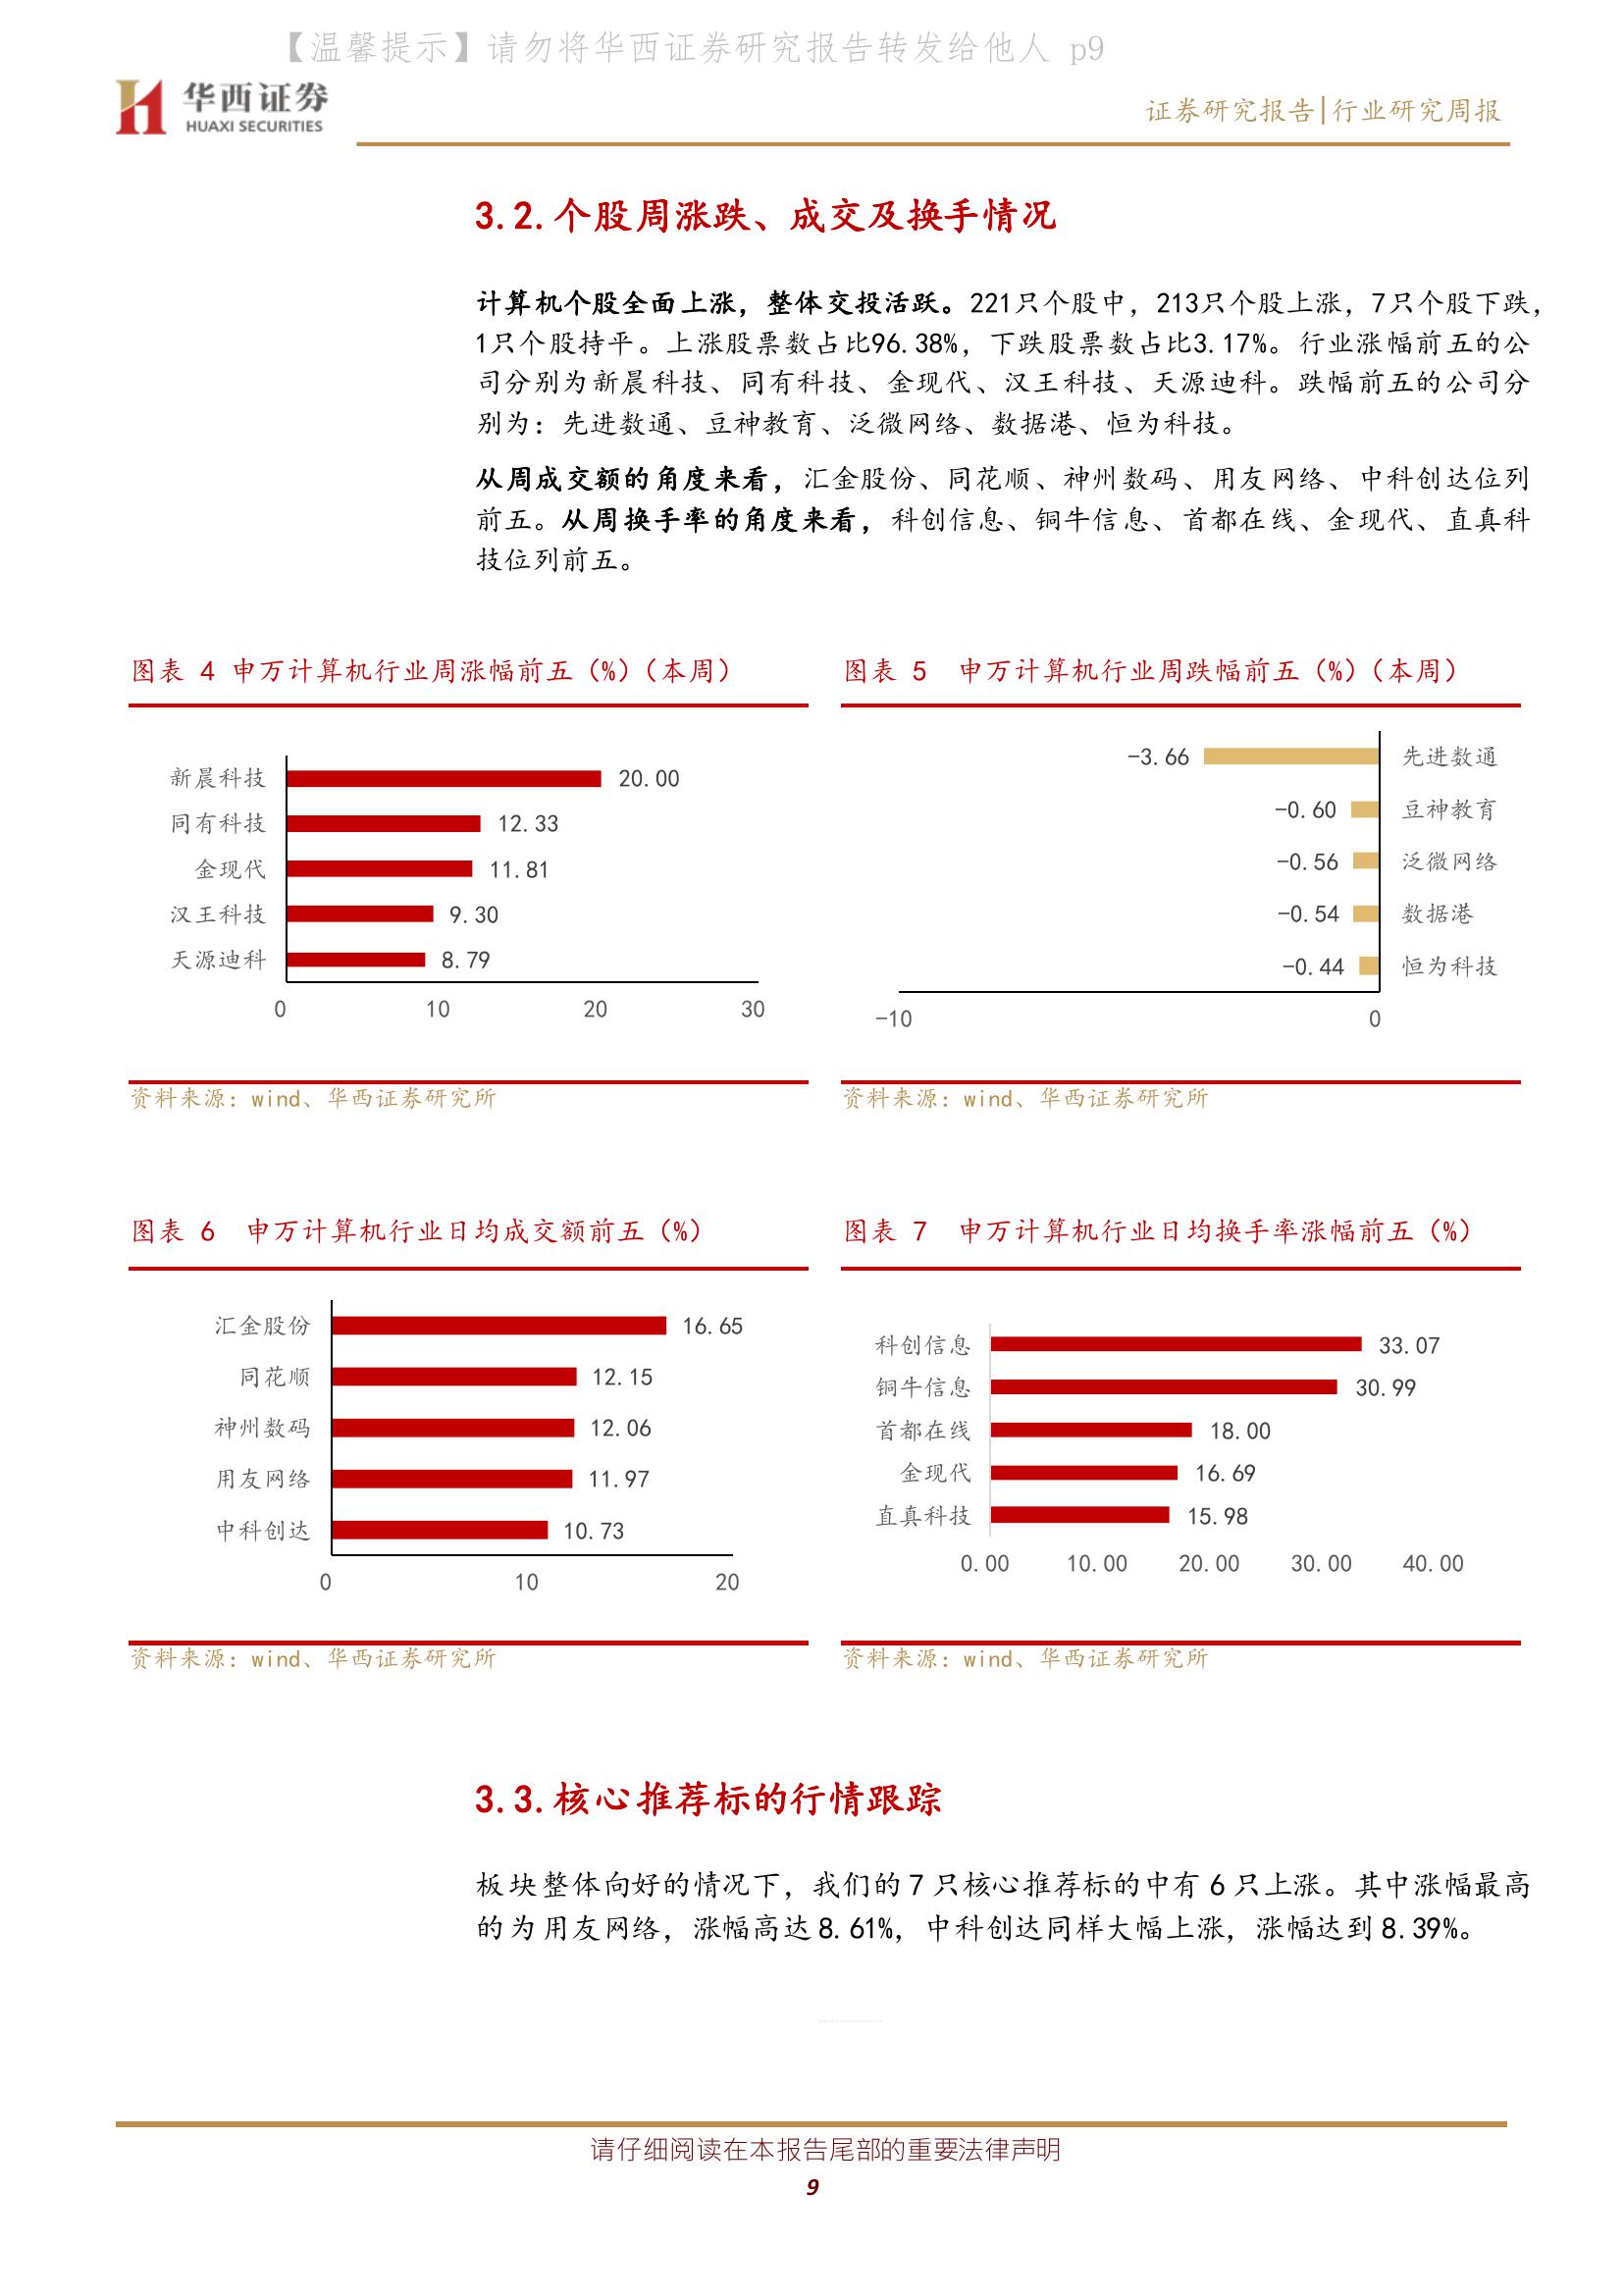 【温馨提示】请勿将华西证券研究报告转发给他人 p9
华西证券
HUAXI SECURITIES
证券研究报告|行业研究周报
3.2.个股周涨跌、成交及换手情况
计算机个股全面上涨，整体交投活跃。221只个股中，213只个股上涨，7只个股下跌，
1只个股持平。上涨股票数占比96.38%，下跌股票数占比3.17%。行业涨幅前五的公
司分别为新晨科技、同有科技、金现代、汉王科技、天源迪科。跌幅前五的公司分
别为：先进数通、豆神教育、泛微网络、数据港、恒为科技。
从周成交额的角度来看，汇金股份、同花顺、神州数码、用友网络、中科创达位列
前五。从周换手率的角度来看，科创信息、铜牛信息、首都在线、金现代、直真科
技位列前五。
图表 4 申万计算机行业周涨幅前五（%）（本周）
新晨科技 20.00
同有科技 12.33
金现代 11.81
汉王科技 9.30
天源迪科 8.79
0 10 20 30
资料来源：wind、华西证券研究所
图表 5 申万计算机行业周跌幅前五（%）（本周）
-3.66 先进数通
-0.60 豆神教育
-0.56 泛微网络
-0.54 数据港
-0.44 恒为科技
-10 0
资料来源：wind、华西证券研究所
图表 6 申万计算机行业日均成交额前五（%）
汇金股份 16.65
同花顺 12.15
神州数码 12.06
用友网络 11.97
中科创达 10.73
0 10 20
资料来源：wind、华西证券研究所
图表 7 申万计算机行业日均换手率涨幅前五（%）
科创信息 33.07
铜牛信息 30.99
首都在线 18.00
金现代 16.69
直真科技 15.98
0.00 10.00 20.00 30.00 40.00
资料来源：wind、华西证券研究所
3.3.核心推荐标的行情跟踪
板块整体向好的情况下，我们的 7 只核心推荐标的中有 6 只上涨。其中涨幅最高
的为用友网络，涨幅高达 8.61%，中科创达同样大幅上涨，涨幅达到 8.39%。
请仔细阅读在本报告尾部的重要法律声明
9